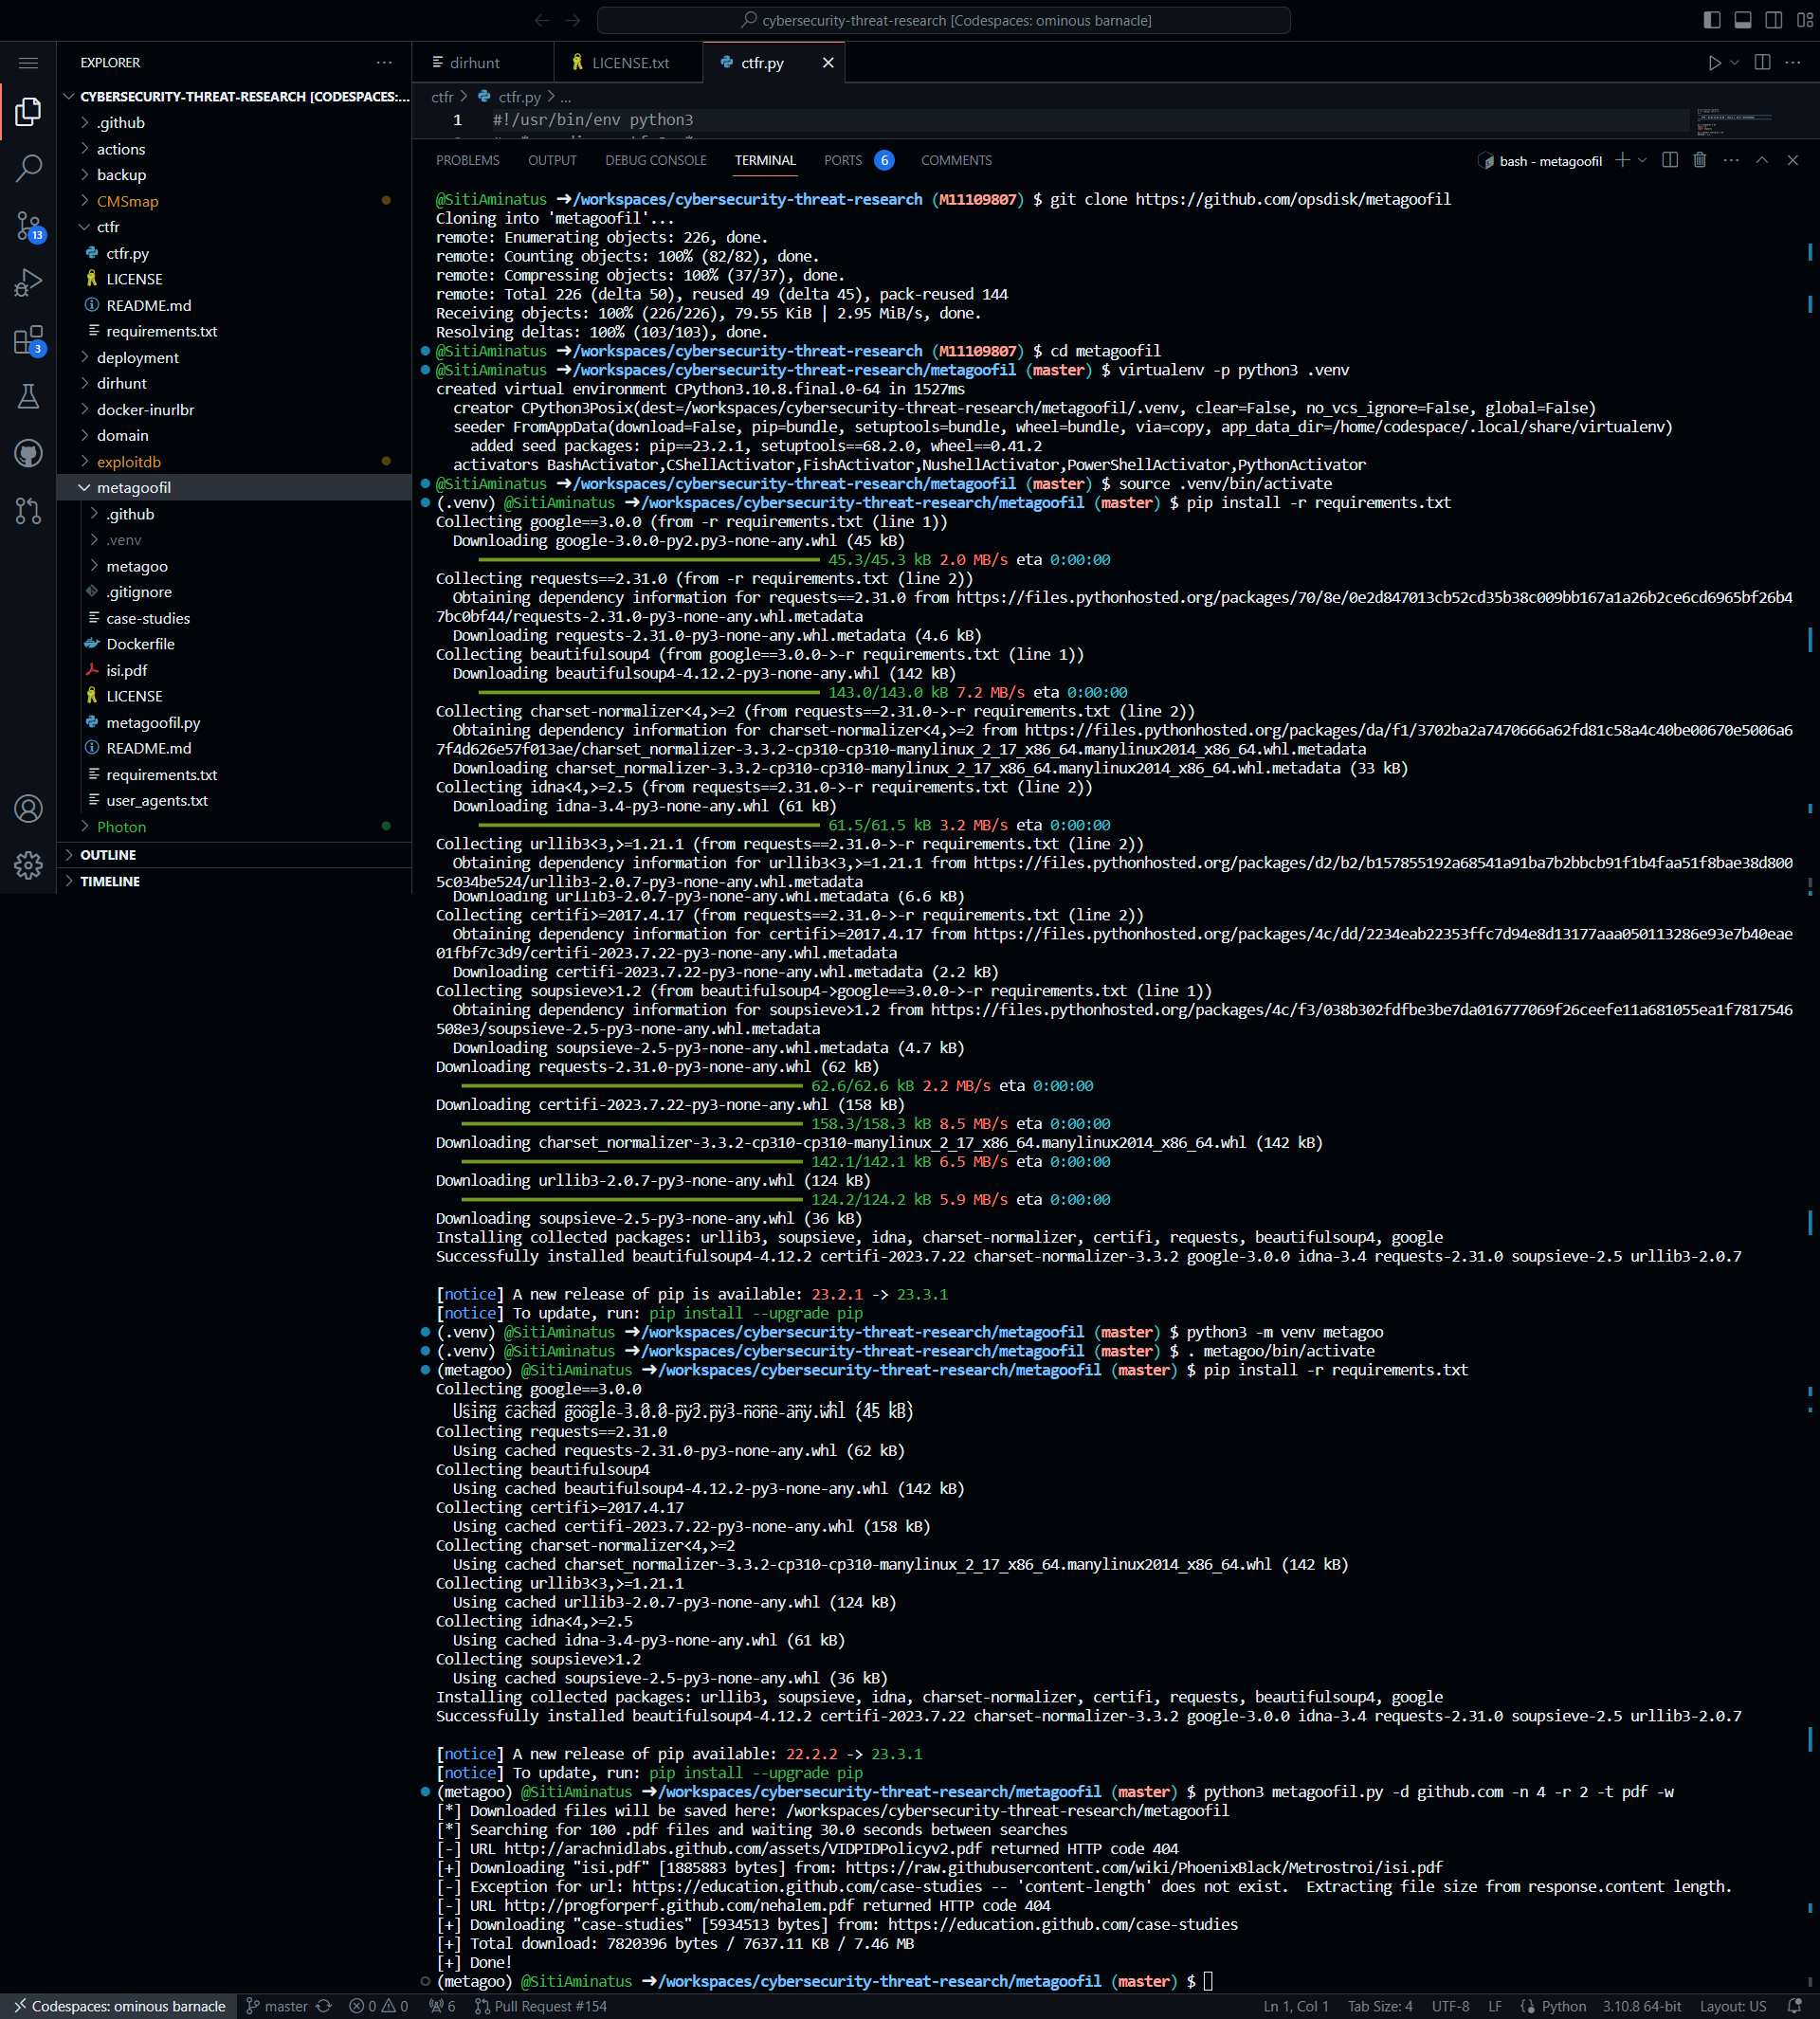 cybersecurity-threat-research [Codespaces: ominous barnacle]
EXPLORER
CYBERSECURITY-THREAT-RESEARCH [CODESPACES:...
.github
actions
backup
CMSmap
ctfr
ctfr.py
LICENSE
README.md
requirements.txt
deployment
dirhunt
docker-inurlbr
domain
exploitdb
metagoofil
.github
.venv
metagoo
.gitignore
case-studies
Dockerfile
isi.pdf
LICENSE
metagoofil.py
README.md
requirements.txt
user_agents.txt
Photon
OUTLINE
TIMELINE
13
3
dirhunt
LICENSE.txt
ctfr.py
ctfr > ctfr.py > ...
1 #!/usr/bin/env python3
PROBLEMS OUTPUT DEBUG CONSOLE TERMINAL PORTS 6 COMMENTS
bash - metagoofil
@SitiAminatus ➜/workspaces/cybersecurity-threat-research (M11109807) $ git clone https://github.com/opsdisk/metagoofil
Cloning into 'metagoofil'...
remote: Enumerating objects: 226, done.
remote: Counting objects: 100% (82/82), done.
remote: Compressing objects: 100% (37/37), done.
remote: Total 226 (delta 50), reused 49 (delta 45), pack-reused 144
Receiving objects: 100% (226/226), 79.55 KiB | 2.95 MiB/s, done.
Resolving deltas: 100% (103/103), done.
@SitiAminatus ➜/workspaces/cybersecurity-threat-research (M11109807) $ cd metagoofil
@SitiAminatus ➜/workspaces/cybersecurity-threat-research/metagoofil (master) $ virtualenv -p python3 .venv
created virtual environment CPython3.10.8.final.0-64 in 1527ms
creator CPython3Posix(dest=/workspaces/cybersecurity-threat-research/metagoofil/.venv, clear=False, no_vcs_ignore=False, global=False)
seeder FromAppData(download=False, pip=bundle, setuptools=bundle, wheel=bundle, via=copy, app_data_dir=/home/codespace/.local/share/virtualenv)
added seed packages: pip==23.2.1, setuptools==68.2.0, wheel==0.41.2
activators BashActivator,CShellActivator,FishActivator,NushellActivator,PowerShellActivator,PythonActivator
@SitiAminatus ➜/workspaces/cybersecurity-threat-research/metagoofil (master) $ source .venv/bin/activate
(.venv) @SitiAminatus ➜/workspaces/cybersecurity-threat-research/metagoofil (master) $ pip install -r requirements.txt
Collecting google==3.0.0 (from -r requirements.txt (line 1))
Downloading google-3.0.0-py2.py3-none-any.whl (45 kB)
45.3/45.3 kB 2.0 MB/s eta 0:00:00
Collecting requests==2.31.0 (from -r requirements.txt (line 2))
Obtaining dependency information for requests==2.31.0 from https://files.pythonhosted.org/packages/70/8e/0e2d847013cb52cd35b38c009bb167a1a26b2ce6cd6965bf26b4
7bc0bf44/requests-2.31.0-py3-none-any.whl.metadata
Downloading requests-2.31.0-py3-none-any.whl.metadata (4.6 kB)
Collecting beautifulsoup4 (from google==3.0.0->-r requirements.txt (line 1))
Downloading beautifulsoup4-4.12.2-py3-none-any.whl (142 kB)
143.0/143.0 kB 7.2 MB/s eta 0:00:00
Collecting charset-normalizer<4,>=2 (from requests==2.31.0->-r requirements.txt (line 2))
Obtaining dependency information for charset-normalizer<4,>=2 from https://files.pythonhosted.org/packages/da/f1/3702ba2a7470666a62fd81c58a4c40be00670e5006a6
7f4d626e57f013ae/charset_normalizer-3.3.2-cp310-cp310-manylinux_2_17_x86_64.manylinux2014_x86_64.whl.metadata
Downloading charset_normalizer-3.3.2-cp310-cp310-manylinux_2_17_x86_64.manylinux2014_x86_64.whl.metadata (33 kB)
Collecting idna<4,>=2.5 (from requests==2.31.0->-r requirements.txt (line 2))
Downloading idna-3.4-py3-none-any.whl (61 kB)
61.5/61.5 kB 3.2 MB/s eta 0:00:00
Collecting urllib3<3,>=1.21.1 (from requests==2.31.0->-r requirements.txt (line 2))
Obtaining dependency information for urllib3<3,>=1.21.1 from https://files.pythonhosted.org/packages/d2/b2/b157855192a68541a91ba7b2bbcb91f1b4faa51f8bae38d800
5c034be524/urllib3-2.0.7-py3-none-any.whl.metadata
Downloading urllib3-2.0.7-py3-none-any.whl.metadata (6.6 kB)
Collecting certifi>=2017.4.17 (from requests==2.31.0->-r requirements.txt (line 2))
Obtaining dependency information for certifi>=2017.4.17 from https://files.pythonhosted.org/packages/4c/dd/2234eab22353ffc7d94e8d13177aaa050113286e93e7b40eae
01fbf7c3d9/certifi-2023.7.22-py3-none-any.whl.metadata
Downloading certifi-2023.7.22-py3-none-any.whl.metadata (2.2 kB)
Collecting soupsieve>1.2 (from beautifulsoup4->google==3.0.0->-r requirements.txt (line 1))
Obtaining dependency information for soupsieve>1.2 from https://files.pythonhosted.org/packages/4c/f3/038b302fdfbe3be7da016777069f26ceefe11a681055ea1f7817546
508e3/soupsieve-2.5-py3-none-any.whl.metadata
Downloading soupsieve-2.5-py3-none-any.whl.metadata (4.7 kB)
Downloading requests-2.31.0-py3-none-any.whl (62 kB)
62.6/62.6 kB 2.2 MB/s eta 0:00:00
Downloading certifi-2023.7.22-py3-none-any.whl (158 kB)
158.3/158.3 kB 8.5 MB/s eta 0:00:00
Downloading charset_normalizer-3.3.2-cp310-cp310-manylinux_2_17_x86_64.manylinux2014_x86_64.whl (142 kB)
142.1/142.1 kB 6.5 MB/s eta 0:00:00
Downloading urllib3-2.0.7-py3-none-any.whl (124 kB)
124.2/124.2 kB 5.9 MB/s eta 0:00:00
Downloading soupsieve-2.5-py3-none-any.whl (36 kB)
Installing collected packages: urllib3, soupsieve, idna, charset-normalizer, certifi, requests, beautifulsoup4, google
Successfully installed beautifulsoup4-4.12.2 certifi-2023.7.22 charset-normalizer-3.3.2 google-3.0.0 idna-3.4 requests-2.31.0 soupsieve-2.5 urllib3-2.0.7
[notice] A new release of pip is available: 23.2.1 -> 23.3.1
[notice] To update, run: pip install --upgrade pip
(.venv) @SitiAminatus ➜/workspaces/cybersecurity-threat-research/metagoofil (master) $ python3 -m venv metagoo
(.venv) @SitiAminatus ➜/workspaces/cybersecurity-threat-research/metagoofil (master) $ . metagoo/bin/activate
(metagoo) @SitiAminatus ➜/workspaces/cybersecurity-threat-research/metagoofil (master) $ pip install -r requirements.txt
Collecting google==3.0.0
Using cached google-3.0.0-py2.py3-none-any.whl (45 kB)
Collecting requests==2.31.0
Using cached requests-2.31.0-py3-none-any.whl (62 kB)
Collecting beautifulsoup4
Using cached beautifulsoup4-4.12.2-py3-none-any.whl (142 kB)
Collecting certifi>=2017.4.17
Using cached certifi-2023.7.22-py3-none-any.whl (158 kB)
Collecting charset-normalizer<4,>=2
Using cached charset_normalizer-3.3.2-cp310-cp310-manylinux_2_17_x86_64.manylinux2014_x86_64.whl (142 kB)
Collecting urllib3<3,>=1.21.1
Using cached urllib3-2.0.7-py3-none-any.whl (124 kB)
Collecting idna<4,>=2.5
Using cached idna-3.4-py3-none-any.whl (61 kB)
Collecting soupsieve>1.2
Using cached soupsieve-2.5-py3-none-any.whl (36 kB)
Installing collected packages: urllib3, soupsieve, idna, charset-normalizer, certifi, requests, beautifulsoup4, google
Successfully installed beautifulsoup4-4.12.2 certifi-2023.7.22 charset-normalizer-3.3.2 google-3.0.0 idna-3.4 requests-2.31.0 soupsieve-2.5 urllib3-2.0.7
[notice] A new release of pip available: 22.2.2 -> 23.3.1
[notice] To update, run: pip install --upgrade pip
(metagoo) @SitiAminatus ➜/workspaces/cybersecurity-threat-research/metagoofil (master) $ python3 metagoofil.py -d github.com -n 4 -r 2 -t pdf -w
[*] Downloaded files will be saved here: /workspaces/cybersecurity-threat-research/metagoofil
[*] Searching for 100 .pdf files and waiting 30.0 seconds between searches
[-] URL http://arachnidlabs.github.com/assets/VIDPIDPolicyv2.pdf returned HTTP code 404
[+] Downloading "isi.pdf" [1885883 bytes] from: https://raw.githubusercontent.com/wiki/PhoenixBlack/Metrostroi/isi.pdf
[-] Exception for url: https://education.github.com/case-studies -- 'content-length' does not exist.  Extracting file size from response.content length.
[-] URL http://progforperf.github.com/nehalem.pdf returned HTTP code 404
[+] Downloading "case-studies" [5934513 bytes] from: https://education.github.com/case-studies
[+] Total download: 7820396 bytes / 7637.11 KB / 7.46 MB
[+] Done!
(metagoo) @SitiAminatus ➜/workspaces/cybersecurity-threat-research/metagoofil (master) $
Codespaces: ominous barnacle master 0 0 6 Pull Request #154 Ln 1, Col 1 Tab Size: 4 UTF-8 LF Python 3.10.8 64-bit Layout: US